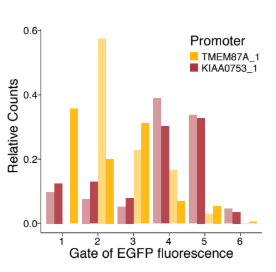 Promoter
TMEM87A_1
KIAA0753_1
Relative Counts
0.6
0.4
0.2
0.0
1 2 3 4 5 6
Gate of EGFP fluorescence